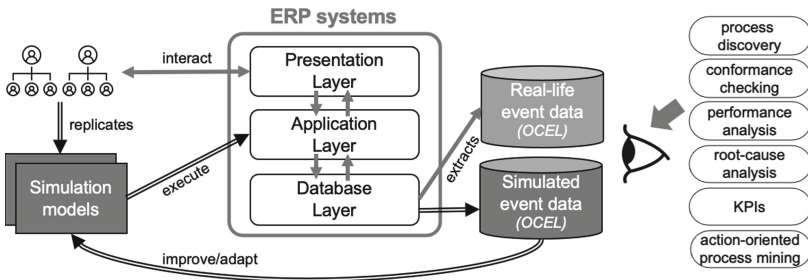 ERP systems
interact
Presentation
Layer
Application
Layer
Database
Layer
replicates
Simulation
models
execute
extracts
Real-life
event data
(OCEL)
Simulated
event data
(OCEL)
improve/adapt
process
discovery
conformance
checking
performance
analysis
root-cause
analysis
KPIs
action-oriented
process mining